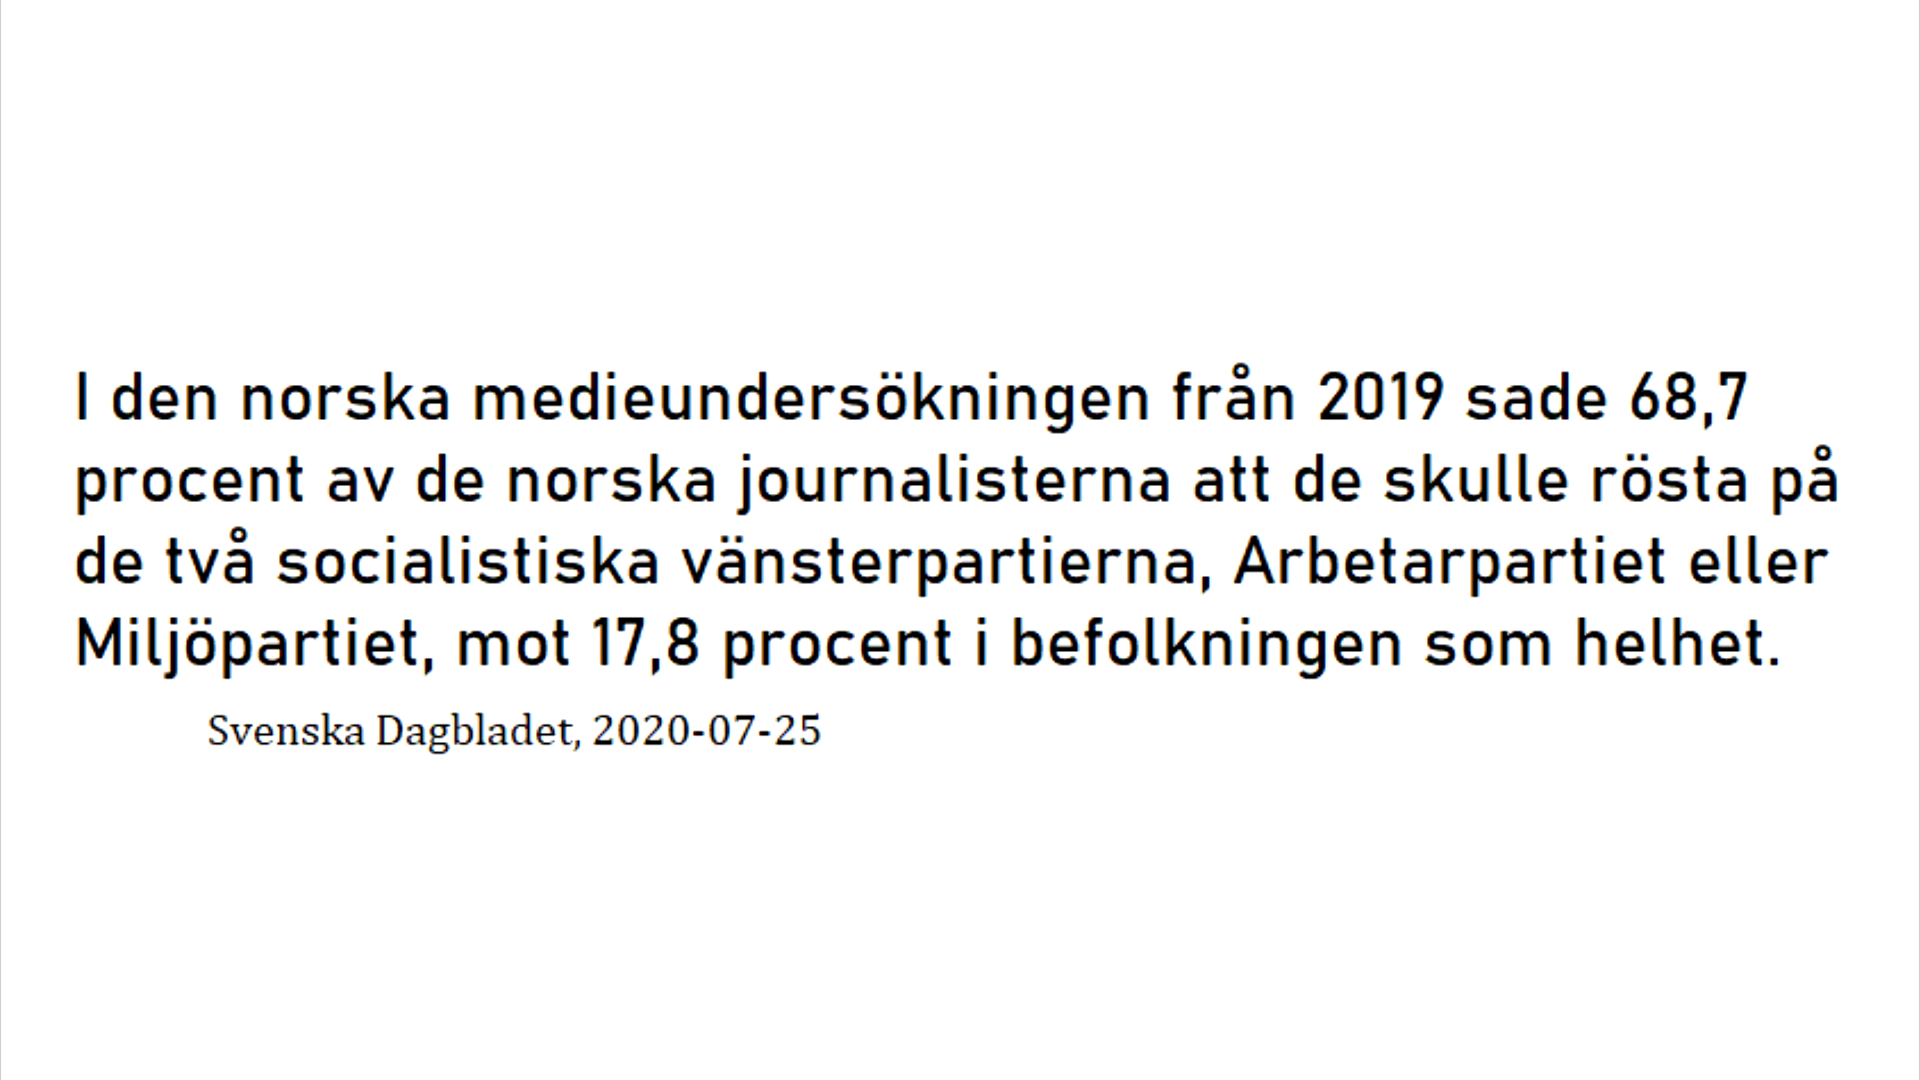 I den norska medieundersökningen från 2019 sade 68,7
procent av de norska journalisterna att de skulle rösta på
de två socialistiska vänsterpartierna, Arbetarpartiet eller
Miljöpartiet, mot 17,8 procent i befolkningen som helhet.
Svenska Dagbladet, 2020-07-25